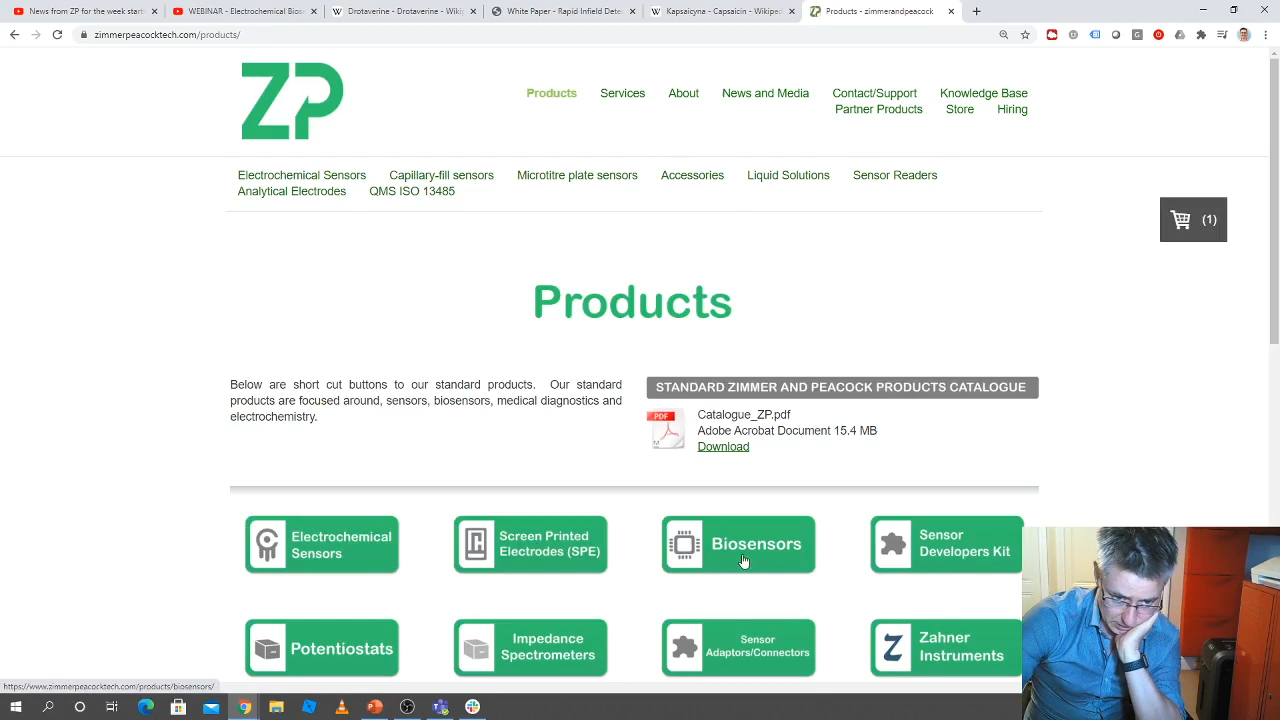 News from ZP for the week start
WEBINAR - Electrochemical Bios
Drotaverine - Drotaverine - Wikip
White Paper - Rapid Infield Detec
Kapsaicyna - Capsaicin - Wikiped
Products - zimmerandpeacock
zimmerpeacocktech.com/products/
ZP
Products
Services
About
News and Media
Contact/Support
Knowledge Base
Partner Products
Store
Hiring
Electrochemical Sensors
Capillary-fill sensors
Microtitre plate sensors
Accessories
Liquid Solutions
Sensor Readers
Analytical Electrodes
QMS ISO 13485
(1)
Products
Below are short cut buttons to our standard products. Our standard
products are focused around, sensors, biosensors, medical diagnostics and
electrochemistry.
STANDARD ZIMMER AND PEACOCK PRODUCTS CATALOGUE
PDF
Catalogue_ZP.pdf
Adobe Acrobat Document 15.4 MB
Download
Electrochemical
Sensors
Screen Printed
Electrodes (SPE)
Biosensors
Sensor
Developers Kit
Potentiostats
Impedance
Spectrometers
Sensor
Adaptors/Connectors
Zahner
Instruments
https://www.zimmerpeacocktech.com/products/biosensors/